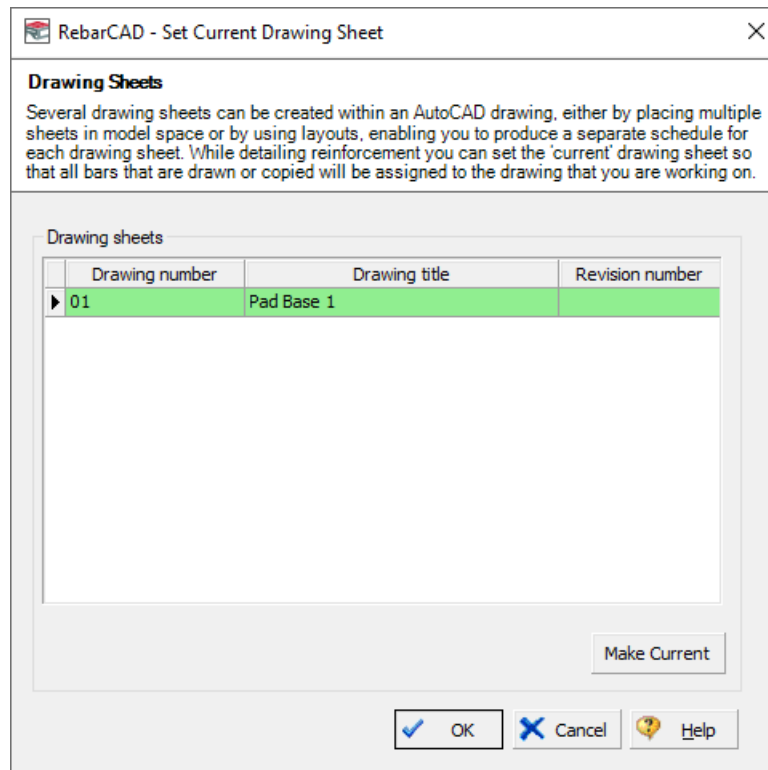 RebarCAD - Set Current Drawing Sheet
Drawing Sheets
Several drawing sheets can be created within an AutoCAD drawing, either by placing multiple
sheets in model space or by using layouts, enabling you to produce a separate schedule for
each drawing sheet. While detailing reinforcement you can set the 'current' drawing sheet so
that all bars that are drawn or copied will be assigned to the drawing that you are working on.
Drawing sheets
Drawing number Drawing title Revision number
01 Pad Base 1
Make Current
OK Cancel Help